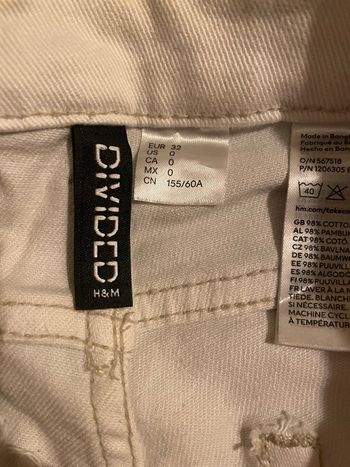 DIVIDED
H&M
EUR 32
US 0
CA 0
MX 0
CN 155/60A
Made in Bangl
Fabriqué au B
Hecho en Ban
O/N 567518
P/N 1206305
40
hm.com/takeca
GB 98% COTTO
AL 98% PAMBUK
CAT 98% COTÓ
CZ 98% BAVLNA
DE 98% BAUMW
EE 98% PUUVILL
ES 98% ALGODÓ
FI 98% PUUVILLA
FR LAVER À LA M
TIÈDE. BLANCHI
SI NÉCESSAIRE.
MACHINE CYCL
À TEMPÉRATUR